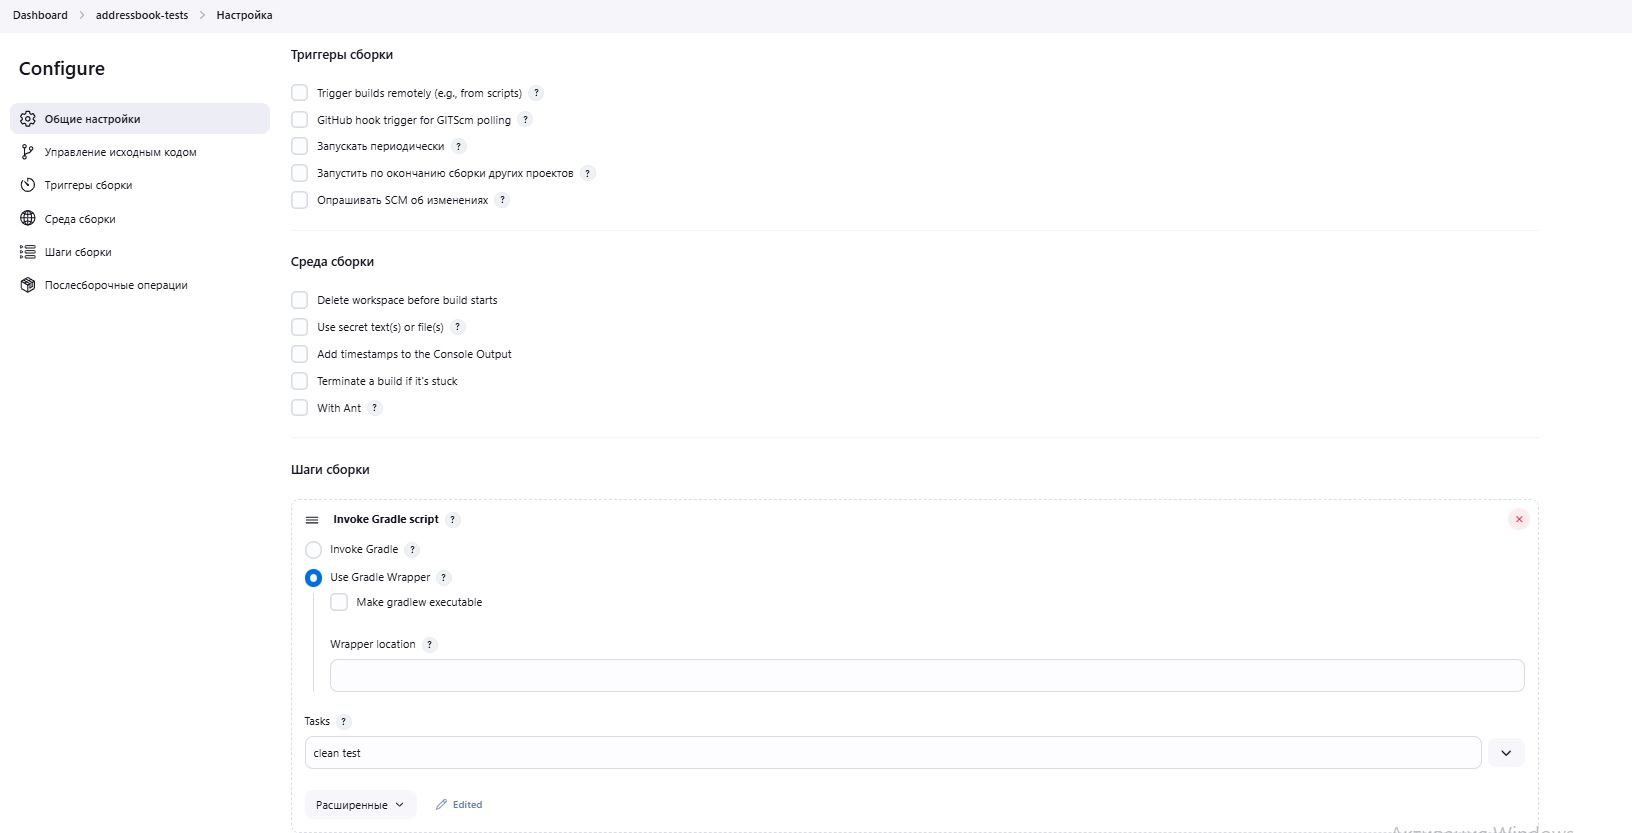 Dashboard > addressbook-tests > Настройка
Configure
Общие настройки
Управление исходным кодом
Триггеры сборки
Среда сборки
Шаги сборки
Послесборочные операции
Триггеры сборки
Trigger builds remotely (e.g., from scripts) ?
GitHub hook trigger for GITScm polling ?
Запускать периодически ?
Запустить по окончанию сборки других проектов ?
Опрашивать SCM об изменениях ?
Среда сборки
Delete workspace before build starts
Use secret text(s) or file(s) ?
Add timestamps to the Console Output
Terminate a build if it's stuck
With Ant ?
Шаги сборки
Invoke Gradle script ?
Invoke Gradle ?
Use Gradle Wrapper ?
Make gradlew executable
Wrapper location ?
Tasks ?
clean test
Расширенные
Edited
Активация Windows